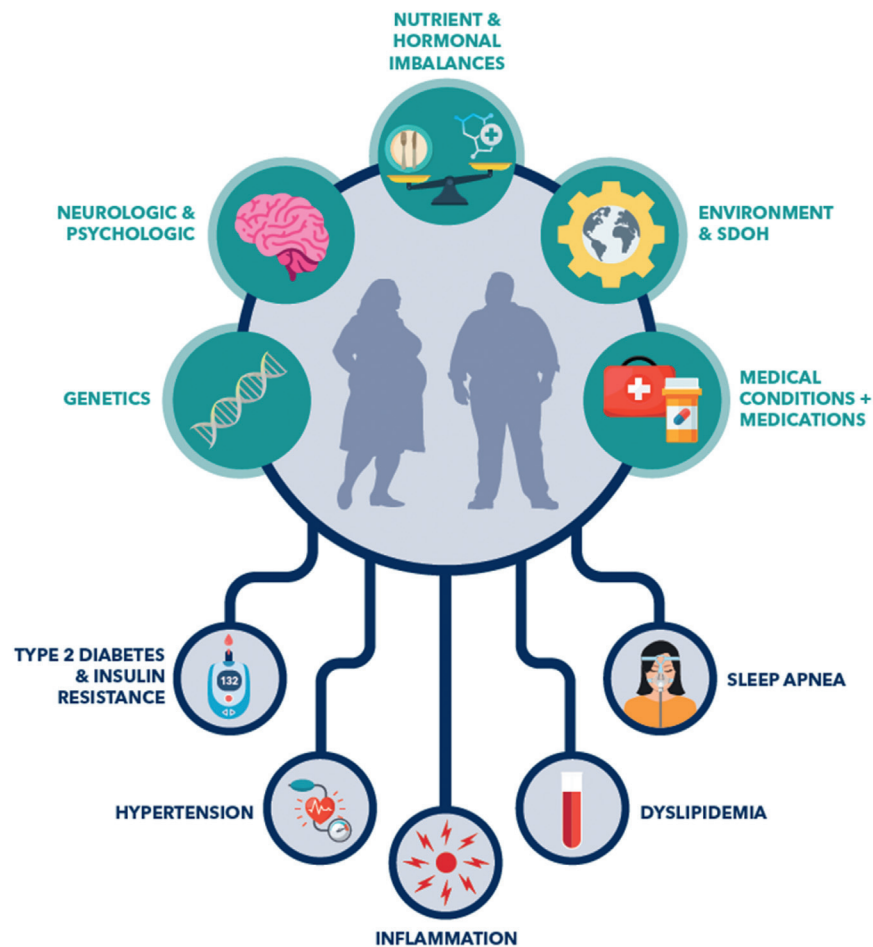 NUTRIENT &
HORMONAL
IMBALANCES
NEUROLOGIC &
PSYCHOLOGIC
ENVIRONMENT
& SDOH
GENETICS
MEDICAL
CONDITIONS +
MEDICATIONS
TYPE 2 DIABETES
& INSULIN
RESISTANCE
132
SLEEP APNEA
HYPERTENSION
DYSLIPIDEMIA
INFLAMMATION